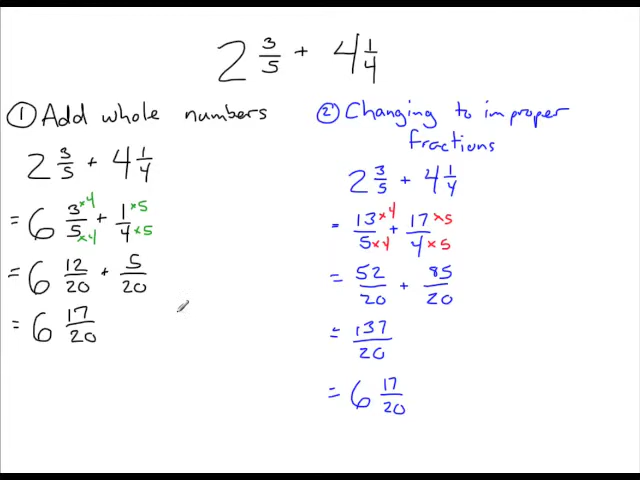 2 3/5 + 4 1/4
① Add whole numbers
2 3/5 + 4 1/4
= 6 3×4/5×4 + 1×5/4×5
= 6 12/20 + 5/20
= 6 17/20
② Changing to improper
fractions
2 3/5 + 4 1/4
= 13×4/5×4 + 17×5/4×5
= 52/20 + 85/20
= 137/20
= 6 17/20